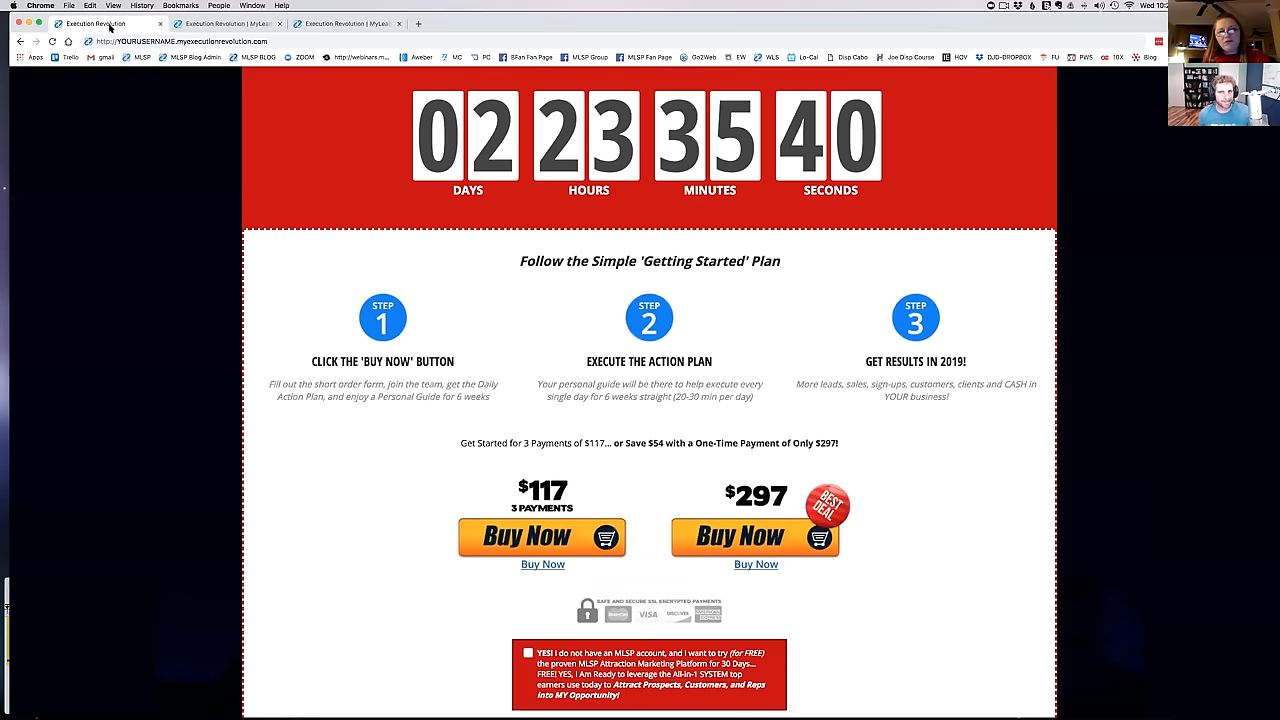 Chrome File Edit View History Bookmarks People Window Help
Wed 10:2
Execution Revolution
Execution Revolution | MyLead
Execution Revolution | MyLead
http://YOURUSERNAME.myexecutionrevolution.com
Apps Trello gmail MLSP MLSP Blog Admin MLSP BLOG ZOOM http://webinars.m... Aweber MC PC BFan Fan Page MLSP Group MLSP Fan Page Go2Web EW WLS Lo-Cal Disp Cabo Joe Disp Course HOV DJD-DROPBOX FU PWS 10X Blog
02 23 35 40
DAYS HOURS MINUTES SECONDS
Follow the Simple 'Getting Started' Plan
STEP
1
CLICK THE 'BUY NOW' BUTTON
Fill out the short order form, join the team, get the Daily
Action Plan, and enjoy a Personal Guide for 6 weeks
STEP
2
EXECUTE THE ACTION PLAN
Your personal guide will be there to help execute every
single day for 6 weeks straight (20-30 min per day)
STEP
3
GET RESULTS IN 2019!
More leads, sales, sign-ups, customers, clients and CASH in
YOUR business!
Get Started for 3 Payments of $117... or Save $54 with a One-Time Payment of Only $297!
$117
3 PAYMENTS
Buy Now
Buy Now
$297
BEST
DEAL
Buy Now
Buy Now
SAFE AND SECURE SSL ENCRYPTED PAYMENTS
VISA DISCOVER
YES! I do not have an MLSP account, and I want to try (for FREE)
the proven MLSP Attraction Marketing Platform for 30 Days...
FREE! YES, I Am Ready to leverage the All-in-1 SYSTEM top
earners use today to Attract Prospects, Customers, and Reps
into MY Opportunity!